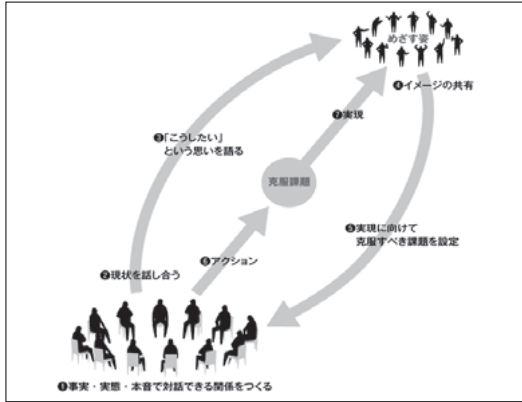 めざす姿
❹イメージの共有
❼実現
❸「こうしたい」
という思いを語る
克服課題
❺実現に向けて
克服すべき課題を設定
❻アクション
❷現状を話し合う
❶事実・実態・本音で対話できる関係をつくる